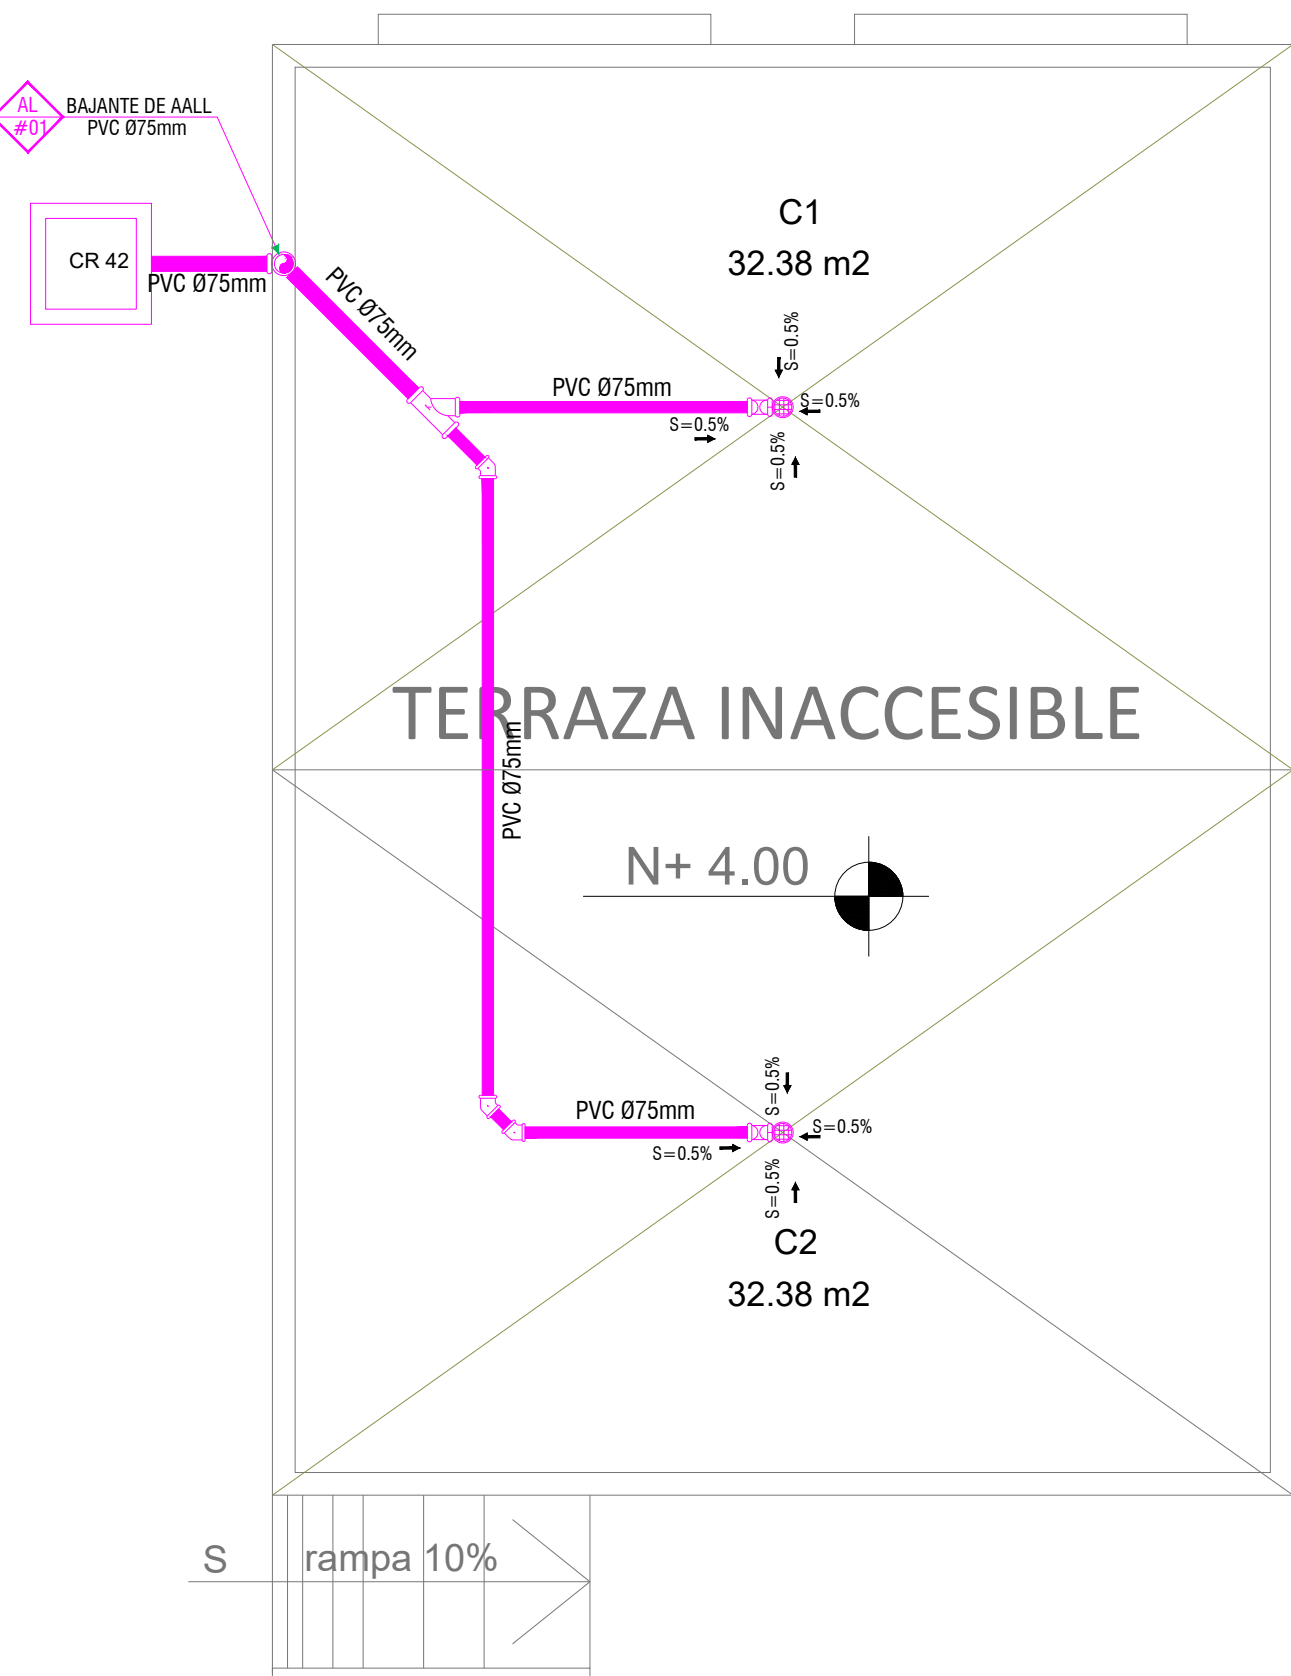 AL
#01
BAJANTE DE AALL
PVC Ø75mm
CR 42
PVC Ø75mm
PVC Ø75mm
C1
32.38 m2
S=0.5%
PVC Ø75mm
S=0.5%
S=0.5%
S=0.5%
TERRAZA INACCESIBLE
PVC Ø75mm
N+ 4.00
S=0.5%
PVC Ø75mm
S=0.5%
S=0.5%
S=0.5%
C2
32.38 m2
S rampa 10%